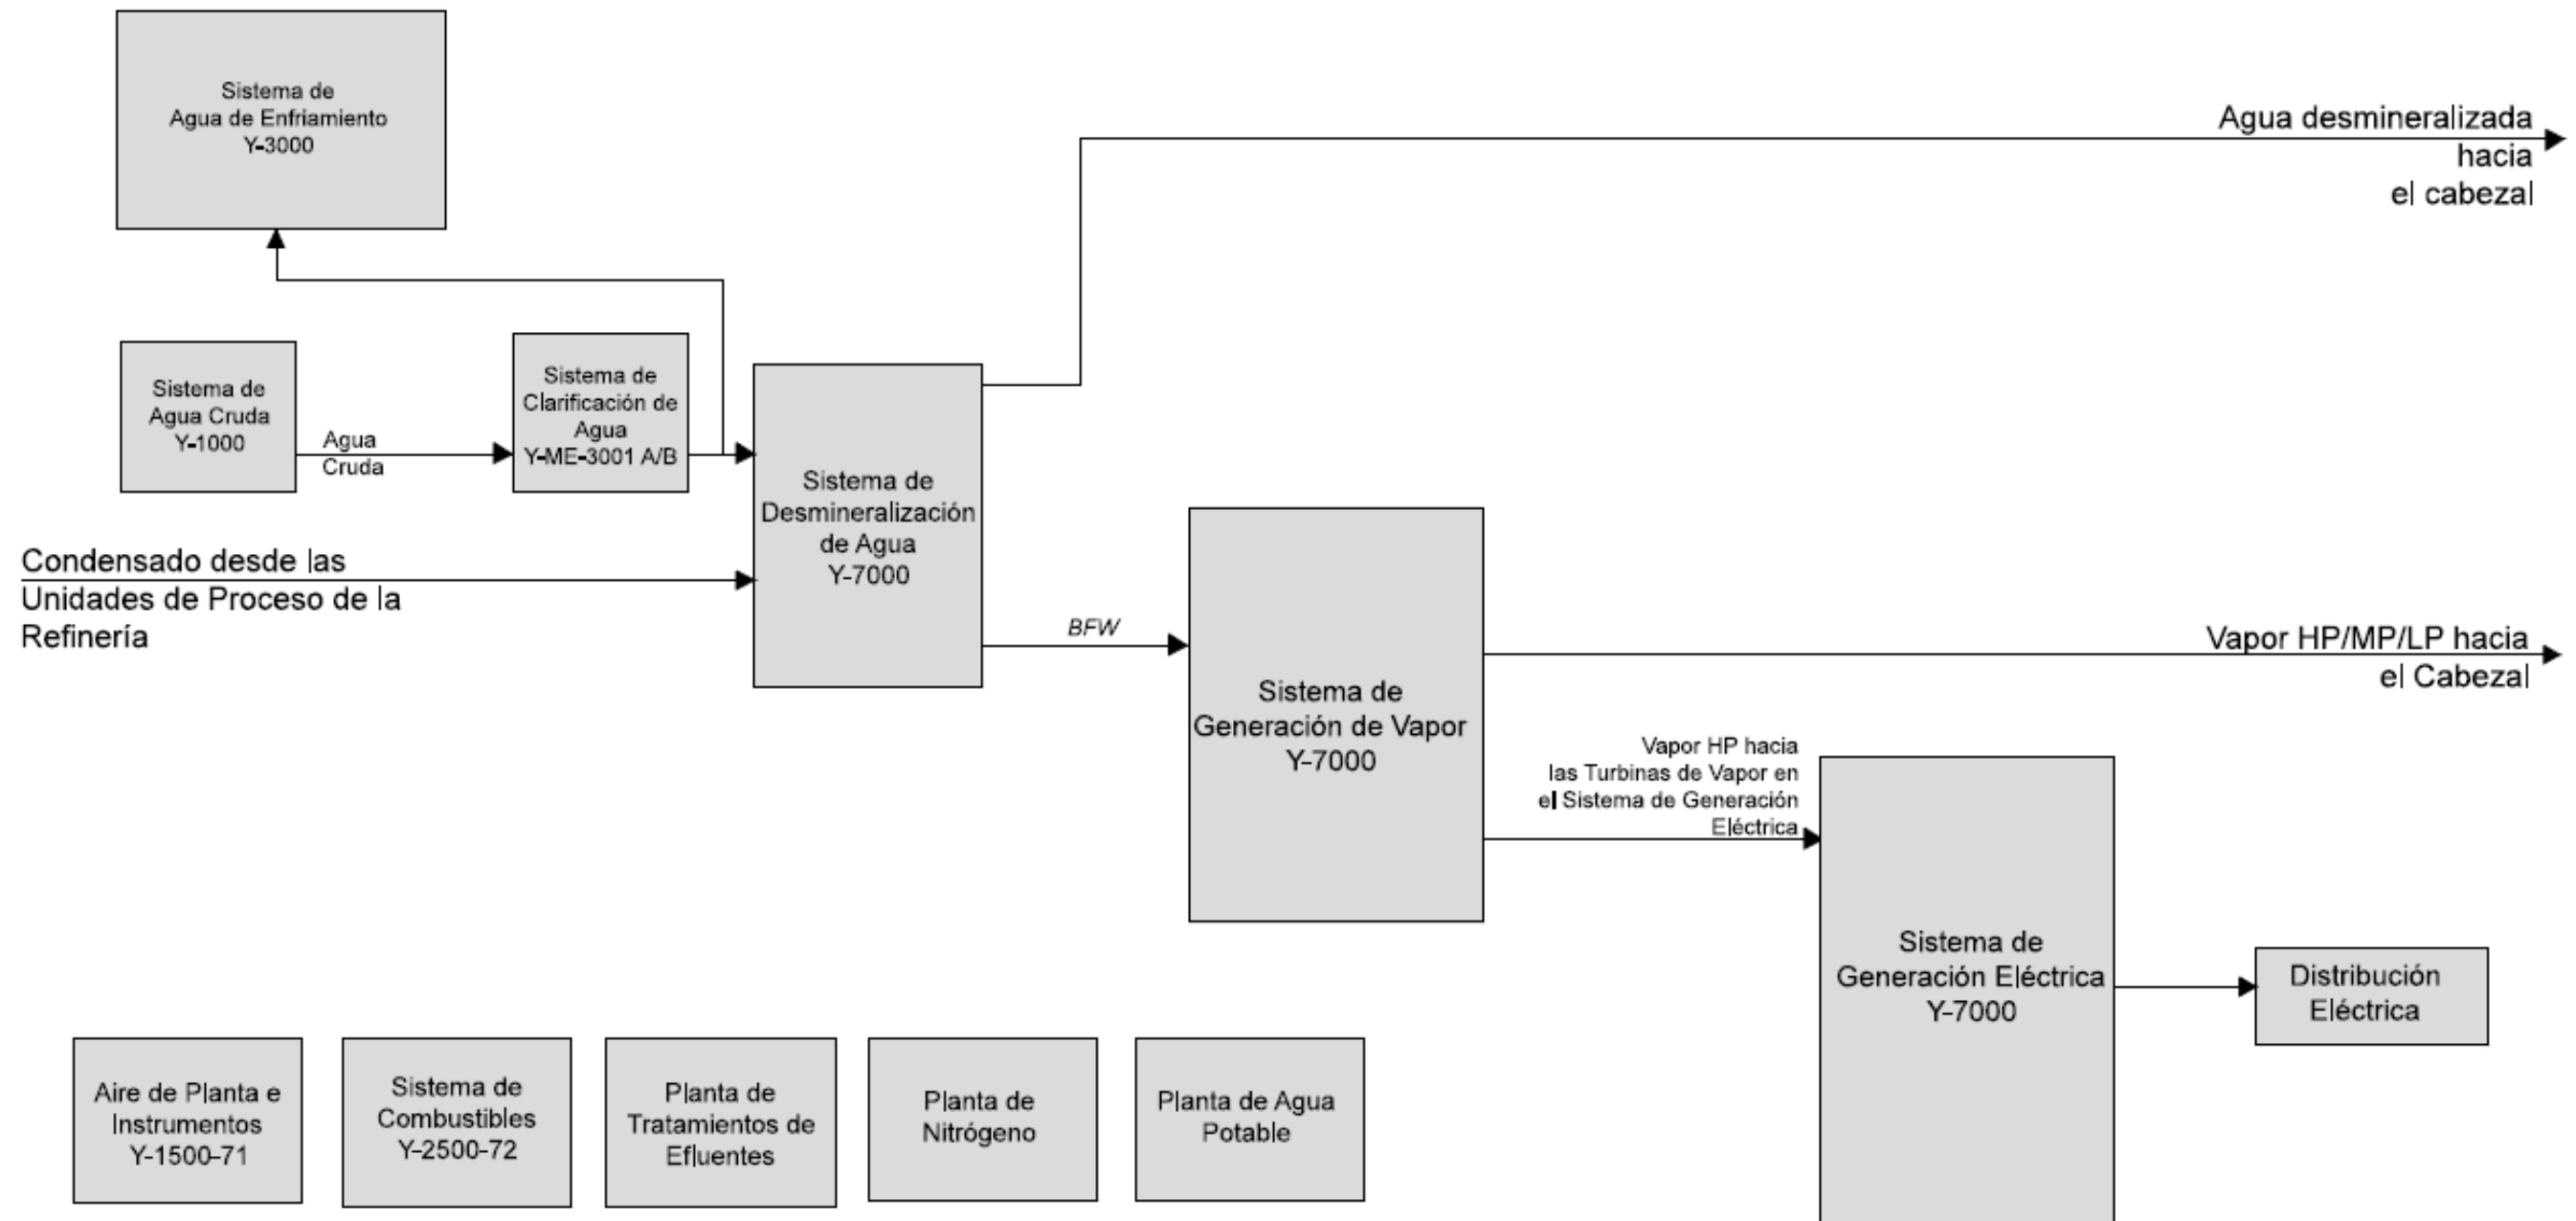 Sistema de
Agua de Enfriamiento
Y-3000
Agua desmineralizada
hacia
el cabezal
Sistema de
Agua Cruda
Y-1000
Agua
Cruda
Sistema de
Clarificación de
Agua
Y-ME-3001 A/B
Sistema de
Desmineralización
de Agua
Y-7000
Condensado desde las
Unidades de Proceso de la
Refinería
BFW
Sistema de
Generación de Vapor
Y-7000
Vapor HP/MP/LP hacia
el Cabezal
Vapor HP hacia
las Turbinas de Vapor en
el Sistema de Generación
Eléctrica
Sistema de
Generación Eléctrica
Y-7000
Distribución
Eléctrica
Aire de Planta e
Instrumentos
Y-1500-71
Sistema de
Combustibles
Y-2500-72
Planta de
Tratamientos de
Efluentes
Planta de
Nitrógeno
Planta de Agua
Potable